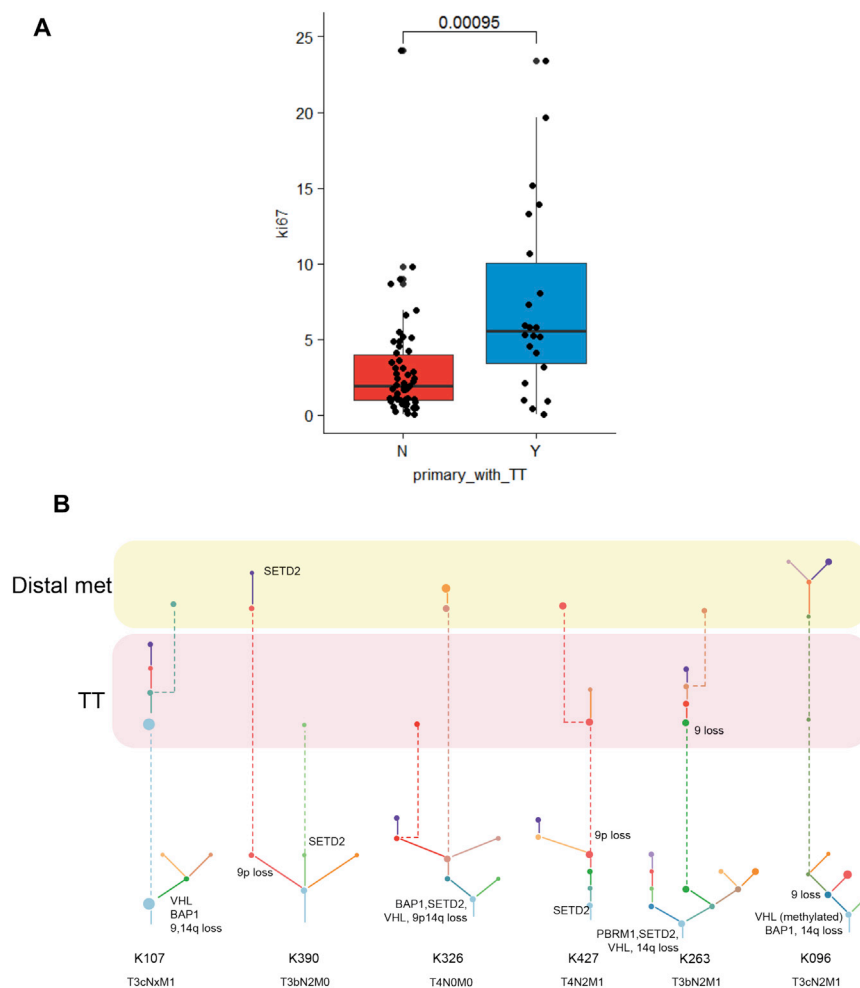 A
0.00095
25
20
15
10
5
0
ki67
N
Y
primary_with_TT
B
Distal met
SETD2
TT
9 loss
SETD2
9p loss
9p loss
VHL
BAP1
9,14q loss
BAP1,SETD2,
VHL, 9p14q loss
SETD2
PBRM1,SETD2,
VHL, 14q loss
9 loss
VHL (methylated)
BAP1, 14q loss
K107
K390
K326
K427
K263
K096
T3cNxM1
T3bN2M0
T4N0M0
T4N2M1
T3bN2M1
T3cN2M1